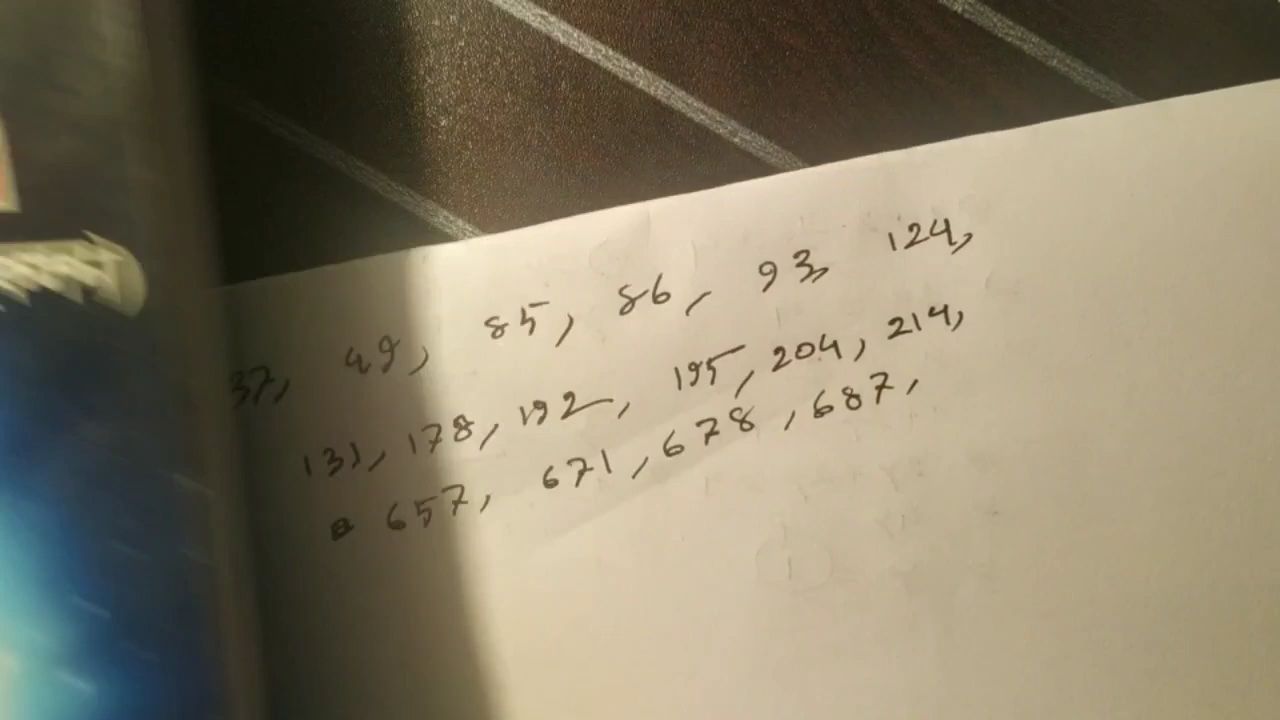 37, 49, 85, 86, 93, 124,
131, 178, 192, 195, 204, 214,
657, 671, 678, 687,